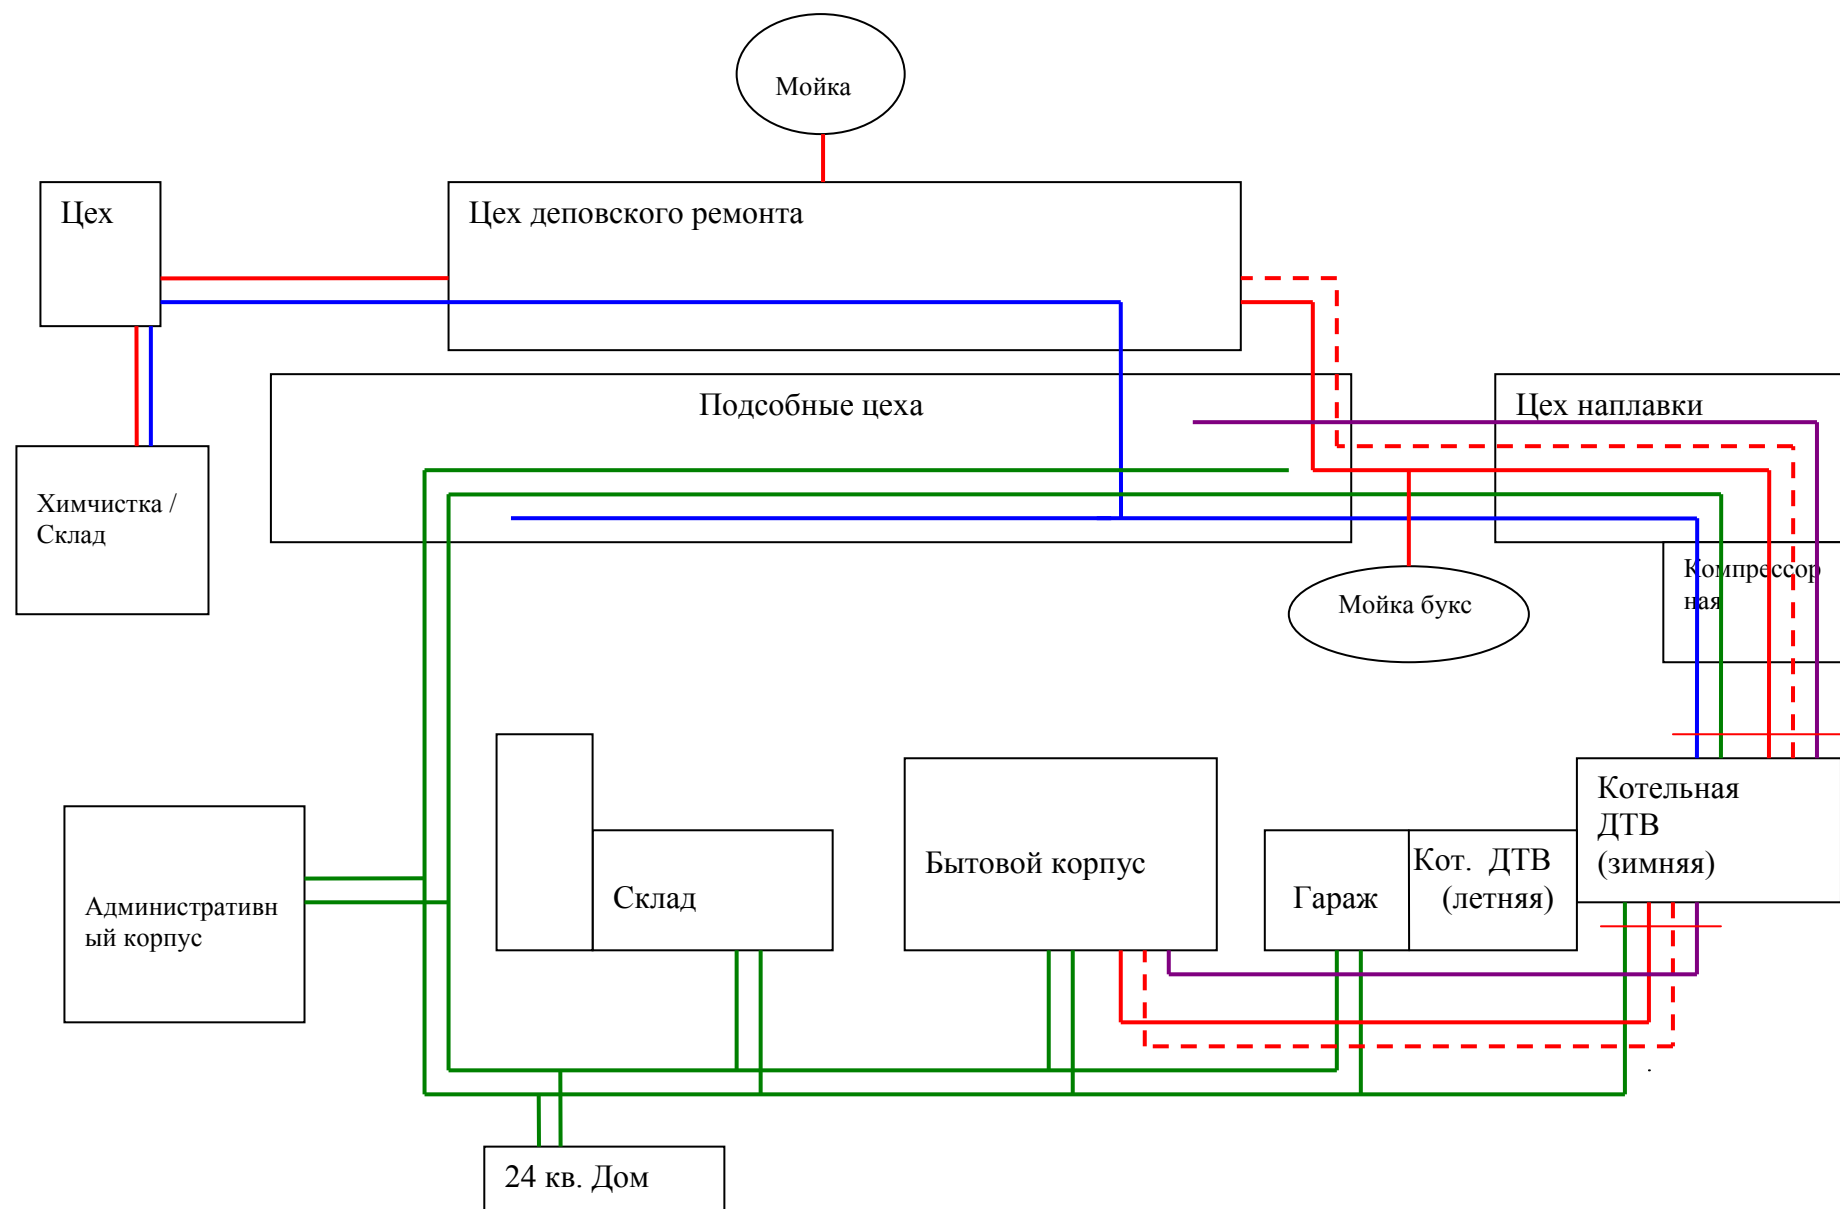 Мойка
Цех
Цех деповского ремонта
Подсобные цеха
Цех наплавки
Химчистка /
Склад
Компрессор
ная
Мойка букс
Котельная
ДТВ
(зимняя)
Бытовой корпус
Кот. ДТВ
(летняя)
Гараж
Склад
Административн
ый корпус
24 кв. Дом